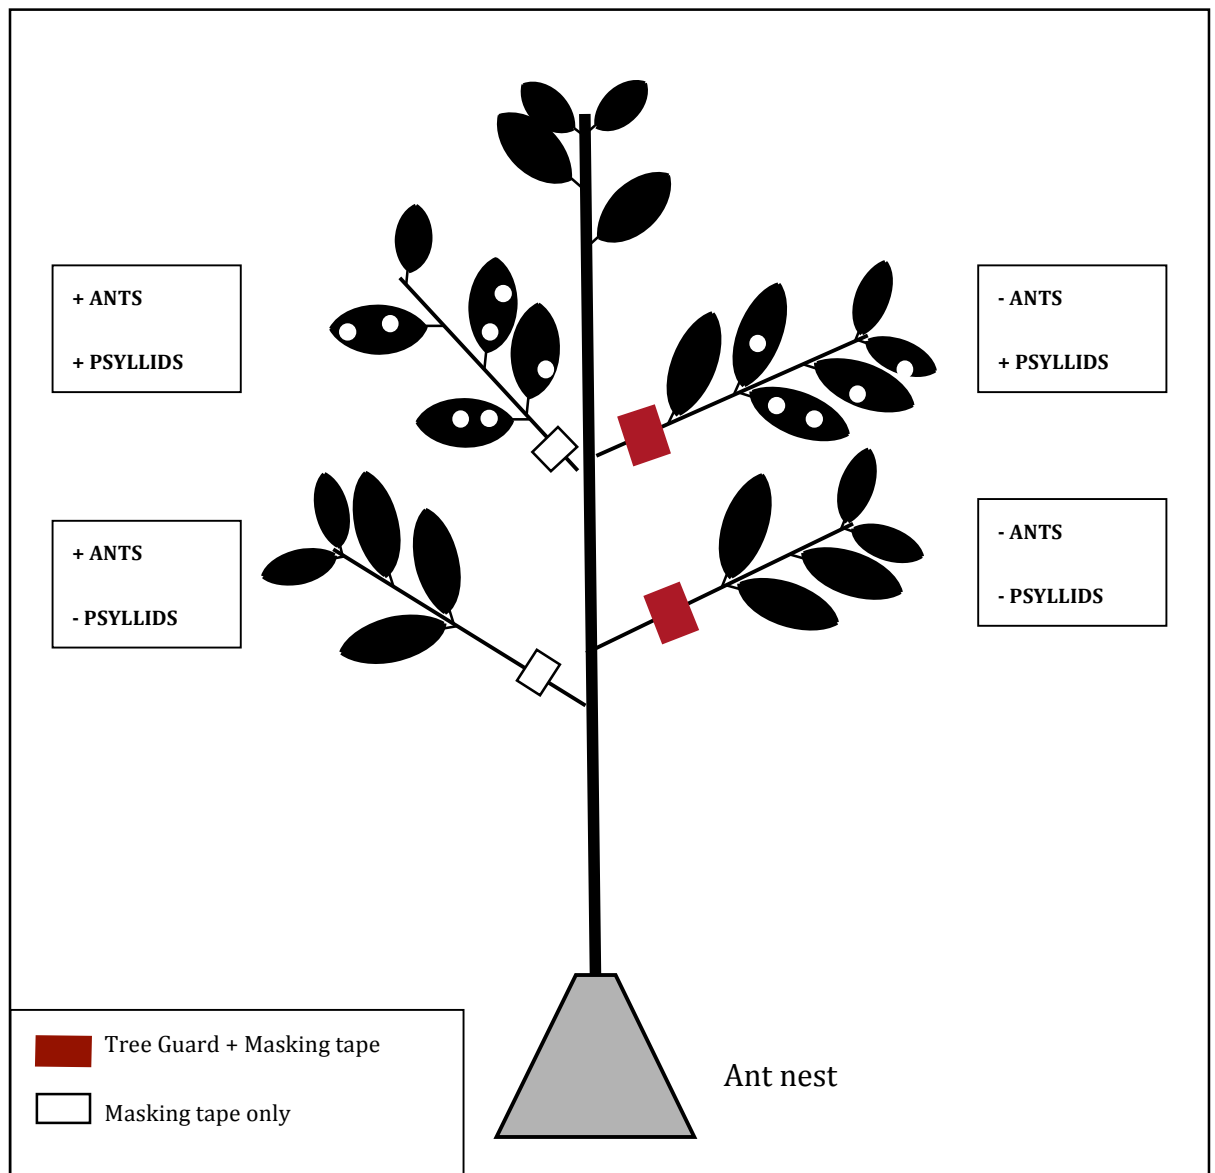 + ANTS
+ PSYLLIDS
- ANTS
+ PSYLLIDS
+ ANTS
- PSYLLIDS
- ANTS
- PSYLLIDS
Tree Guard + Masking tape
Masking tape only
Ant nest